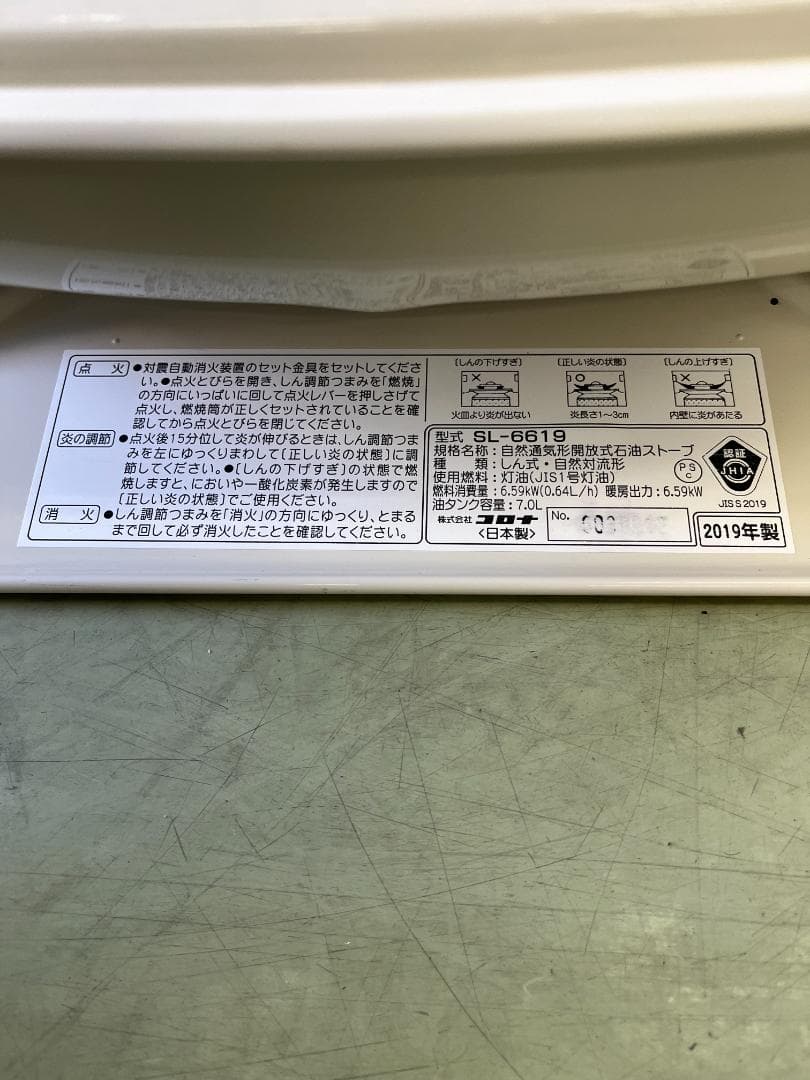 点火
●対震自動消火装置のセット金具をセットしてくださ
い。●点火とびらを開き、しん調節つまみを「燃焼」
の方向にいっぱいに回して点火レバーを押しさげて
点火し、燃焼筒が正しくセットされていることを確
認してから点火とびらを閉じてください。
炎の調節
●点火後15分位して炎が伸びるときは、しん調節つま
みを左にゆっくりまわして〔正しい炎の状態〕に調
節してください。●〔しんの下げすぎ〕の状態で燃
焼しますと、においや一酸化炭素が発生しますので
〔正しい炎の状態〕でご使用ください。
消火
●しん調節つまみを「消火」の方向にゆっくり、とまる
まで回して必ず消火したことを確認してください。
〔しんの下げすぎ〕
火皿より炎が出ない
〔正しい炎の状態〕
炎長さ1〜3cm
〔しんの上げすぎ〕
内壁に炎があたる
型式 SL-6619
規格名称：自然通気形開放式石油ストーブ
種類：しん式・自然対流形
使用燃料：灯油(JIS1号灯油)
燃料消費量：6.59kW(0.64L/h) 暖房出力：6.59kW
油タンク容量：7.0L
株式会社 コロナ
〈日本製〉
No.
PS
C
認証
JHIA
JIS S 2019
2019年製